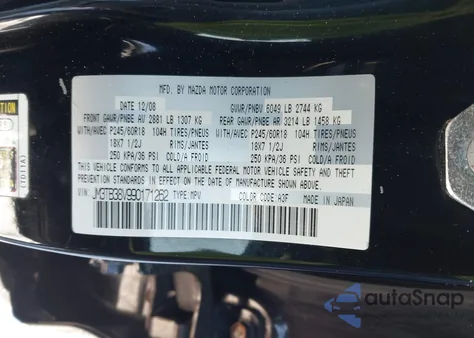 MFD. BY MAZDA MOTOR CORPORATION
DATE 12/08 GVWR/PNBV 6049 LB 2744 KG
FRONT GAWR/PNBE AV 2881 LB 1307 KG REAR GAWR/PNBE AR 3214 LB 1458 KG
WITH/AVEC P245/60R18 104H TIRES/PNEUS WITH/AVEC P245/60R18 104H TIRES/PNEUS
18X7 1/2J RIMS/JANTES 18X7 1/2J RIMS/JANTES
250 KPA/36 PSI COLD/A FROID 250 KPA/36 PSI COLD/A FROID
THIS VEHICLE CONFORMS TO ALL APPLICABLE FEDERAL MOTOR VEHICLE SAFETY, BUMPER, AND THEFT
PREVENTION STANDARDS IN EFFECT ON THE DATE OF MANUFACTURE SHOWN ABOVE.
JM3TB38V990171262 TYPE:MPV COLOR CODE: A3F MADE IN JAPAN
(TD11A)
autoSnap